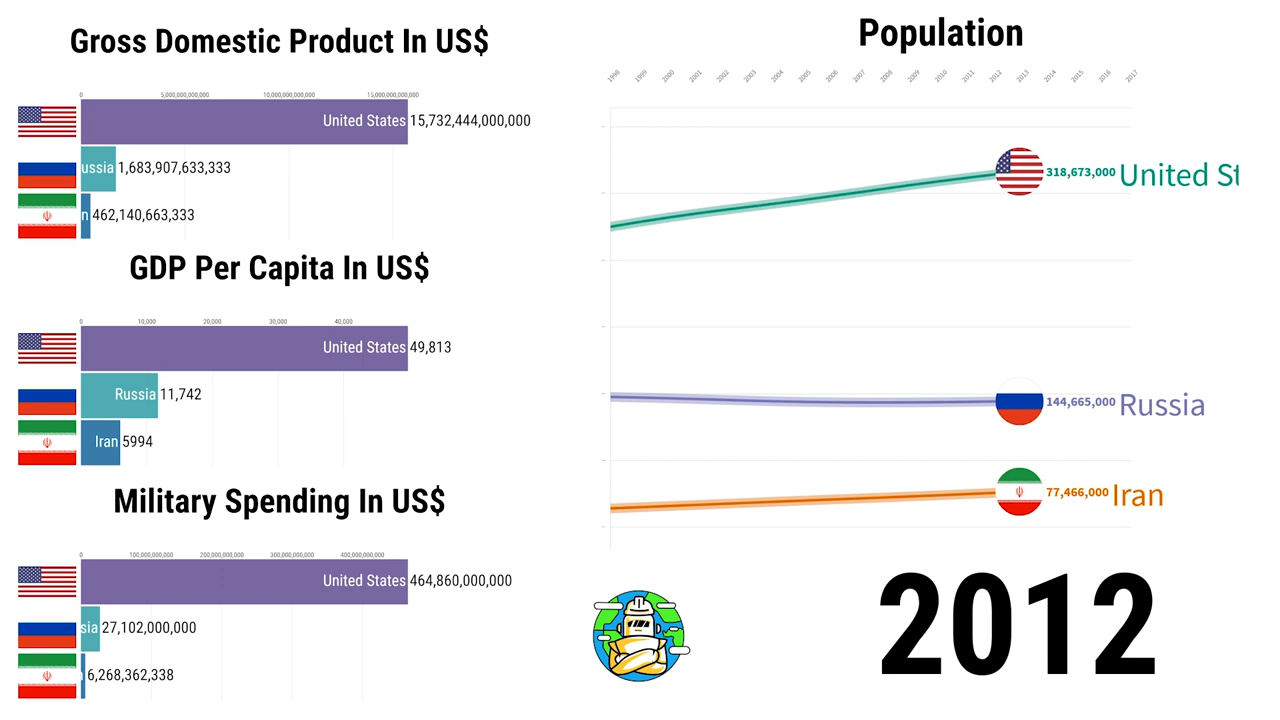 Gross Domestic Product In US$
0 5,000,000,000,000 10,000,000,000,000 15,000,000,000,000
United States 15,732,444,000,000
ussia 1,683,907,633,333
n 462,140,663,333
GDP Per Capita In US$
0 10,000 20,000 30,000 40,000
United States 49,813
Russia 11,742
Iran 5994
Military Spending In US$
0 100,000,000,000 200,000,000,000 300,000,000,000 400,000,000,000
United States 464,860,000,000
sia 27,102,000,000
6,268,362,338
Population
1998 1999 2000 2001 2002 2003 2004 2005 2006 2007 2008 2009 2010 2011 2012 2013 2014 2015 2016 2017
318,673,000 United St
144,665,000 Russia
77,466,000 Iran
2012